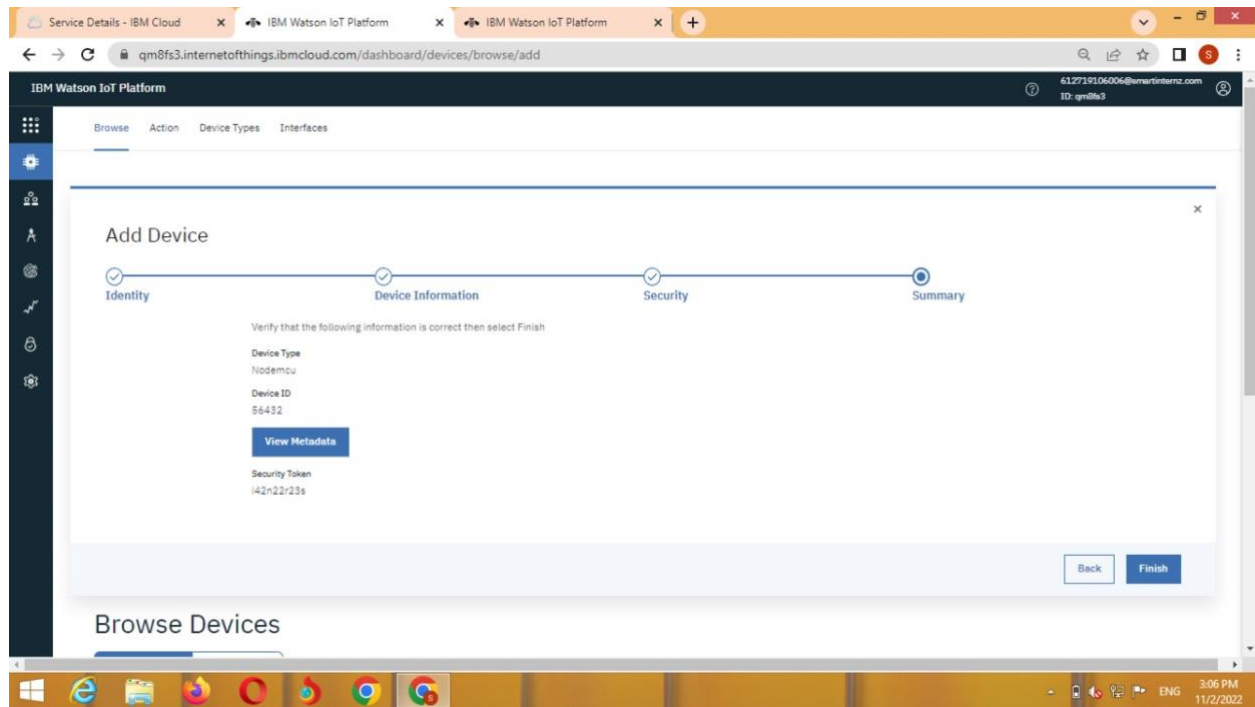 Service Details - IBM Cloud
IBM Watson IoT Platform
IBM Watson IoT Platform
qm8fs3.internetofthings.ibmcloud.com/dashboard/devices/browse/add
S
IBM Watson IoT Platform
612719106006@smartinternz.com
ID: qm8fs3
Browse Action Device Types Interfaces
Add Device
Identity Device Information Security Summary
Verify that the following information is correct then select Finish
Device Type
Nodemcu
Device ID
56432
View Metadata
Security Token
i42n22r23s
Back Finish
Browse Devices
ENG
3:06 PM
11/2/2022